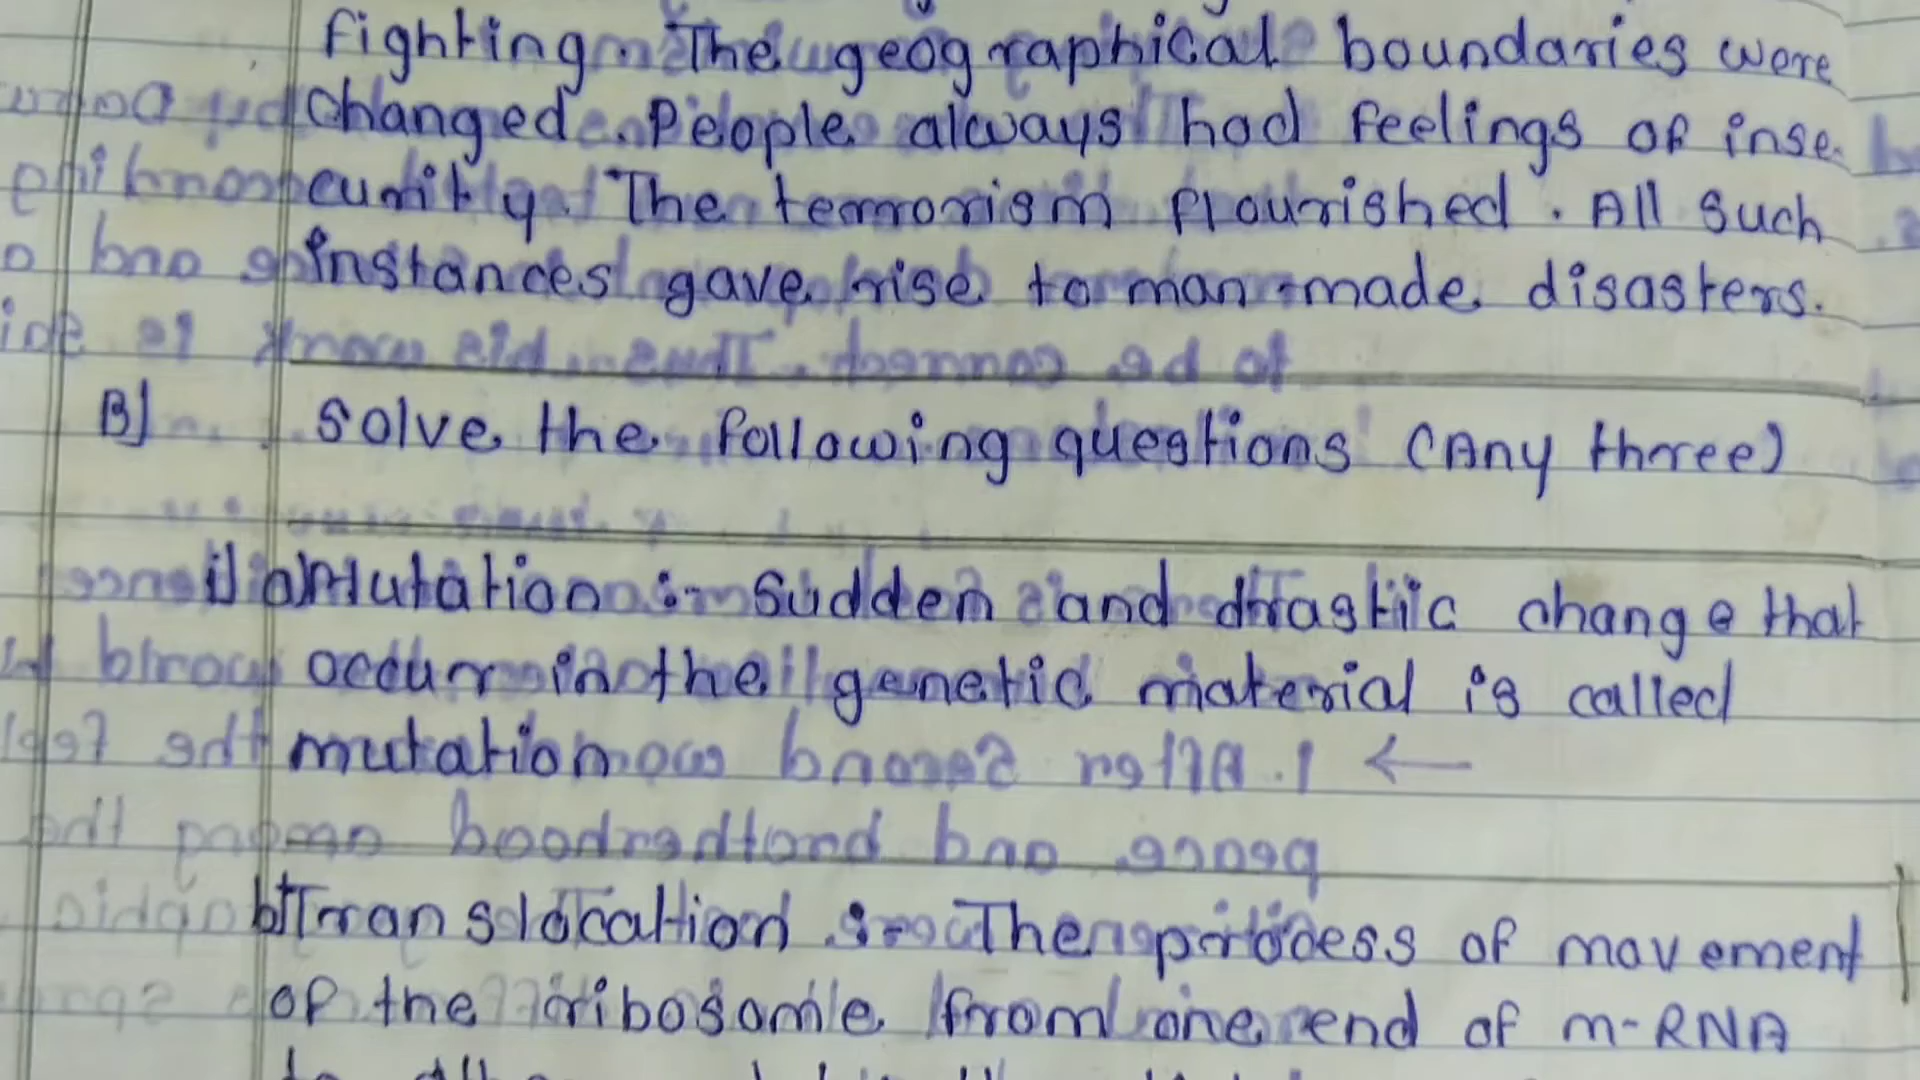 fighting. The geographical boundaries were
changed. People always had feelings of inse-
curity. The terrorism flourished. All such
instances gave rise to man-made disasters.
B] Solve the following questions (Any three)
i] a) Mutation :- Sudden and drastic change that
occur in the genetic material is called
mutation
b) Translocation :- The process of movement
of the ribosome from one end of m-RNA